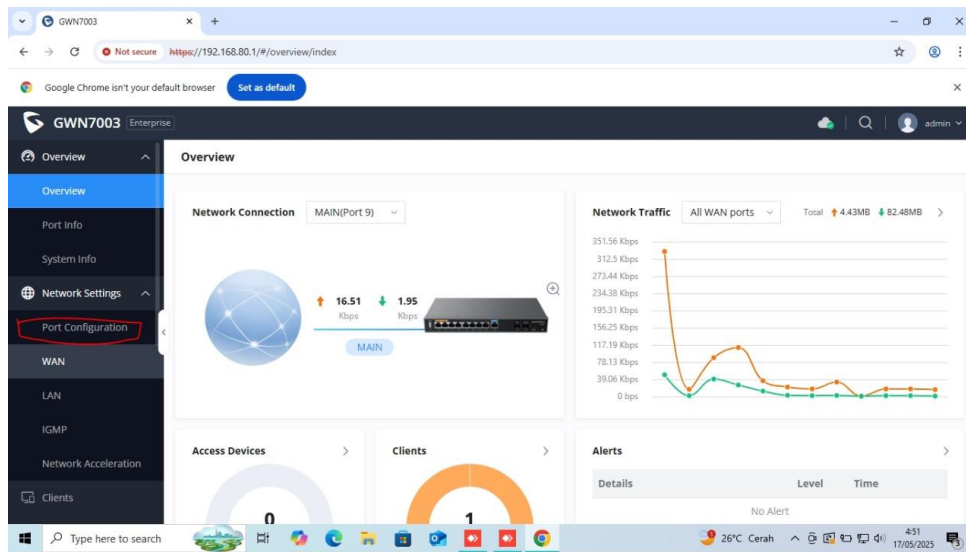 GWN7003
Not secure https://192.168.80.1/#/overview/index
Google Chrome isn't your default browser Set as default
GWN7003 Enterprise
admin
Overview
Overview
Port Info
System Info
Network Settings
Port Configuration
WAN
LAN
IGMP
Network Acceleration
Clients
Overview
Network Connection MAIN(Port 9)
16.51 1.95
Kbps Kbps
MAIN
Network Traffic All WAN ports Total 4.43MB 82.48MB
351.56 Kbps
312.5 Kbps
273.44 Kbps
234.38 Kbps
195.31 Kbps
156.25 Kbps
117.19 Kbps
78.13 Kbps
39.06 Kbps
0 bps
Access Devices
0
Clients
1
Alerts
Details Level Time
No Alert
Type here to search
26°C Cerah
4:51
17/05/2025
3